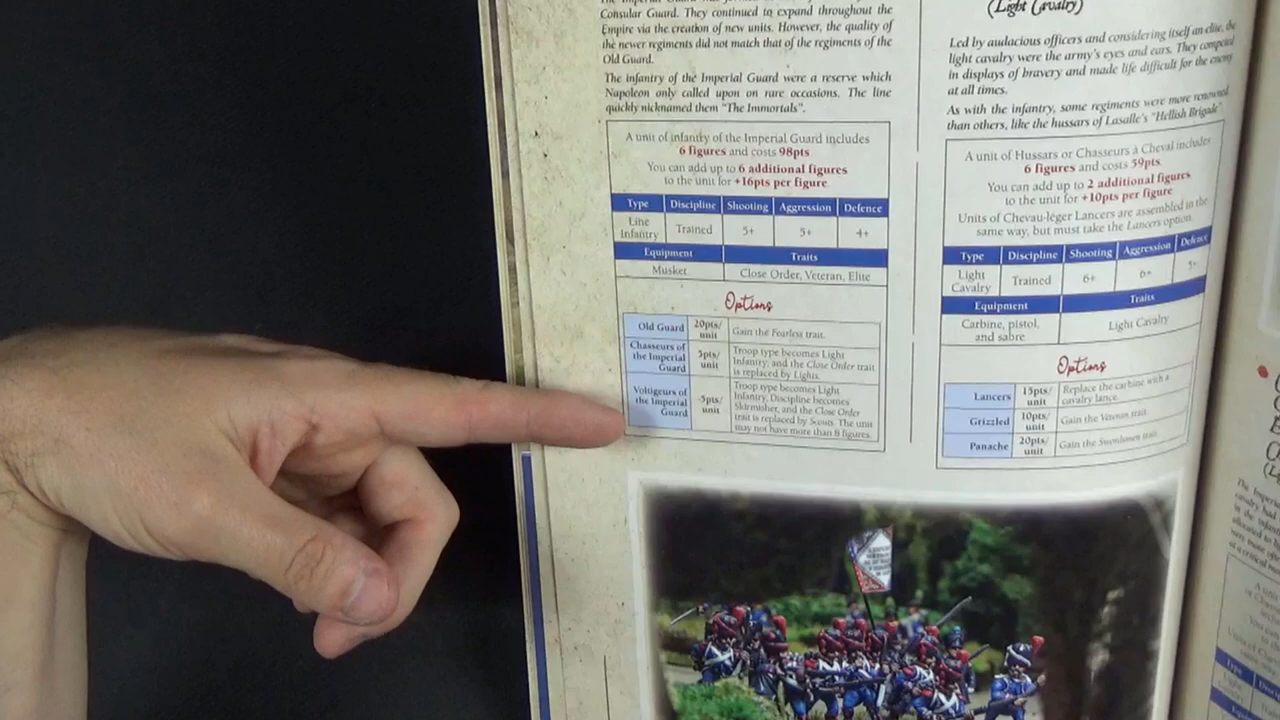 Consular Guard. They continued to expand throughout the
Empire via the creation of new units. However, the quality of
the newer regiments did not match that of the regiments of the
Old Guard.
The infantry of the Imperial Guard were a reserve which
Napoleon only called upon on rare occasions. The line
quickly nicknamed them "The Immortals".
A unit of infantry of the Imperial Guard includes
6 figures and costs 98pts
You can add up to 6 additional figures
to the unit for +16pts per figure
Type Discipline Shooting Aggression Defence
Line Infantry Trained 5+ 5+ 4+
Equipment Traits
Musket Close Order, Veteran, Elite
Options
Old Guard 20pts/unit Gain the Fearless trait.
Chasseurs of the Imperial Guard 5pts/unit Troop type becomes Light
Infantry, and the Close Order trait
is replaced by Lights.
Voltigeurs of the Imperial Guard -5pts/unit Troop type becomes Light
Infantry, Discipline becomes
Skirmisher, and the Close Order
trait is replaced by Scouts. The unit
may not have more than 8 figures.
(Light Cavalry)
Led by audacious officers and considering itself an elite, the
light cavalry were the army's eyes and ears. They competed
in displays of bravery and made life difficult for the enemy
at all times.
As with the infantry, some regiments were more renowned
than others, like the hussars of Lasalle's "Hellish Brigade"
A unit of Hussars or Chasseurs à Cheval includes
6 figures and costs 59pts.
You can add up to 2 additional figures
to the unit for +10pts per figure
Units of Chevau-léger Lancers are assembled in the
same way, but must take the Lancers option.
Type Discipline Shooting Aggression Defence
Light Cavalry Trained 6+ 6+ 5+
Equipment Traits
Carbine, pistol, and sabre Light Cavalry
Options
Lancers 15pts/unit Replace the carbine with a
cavalry lance.
Grizzled 10pts/unit Gain the Veteran trait.
Panache 20pts/unit Gain the Swordsmen trait.